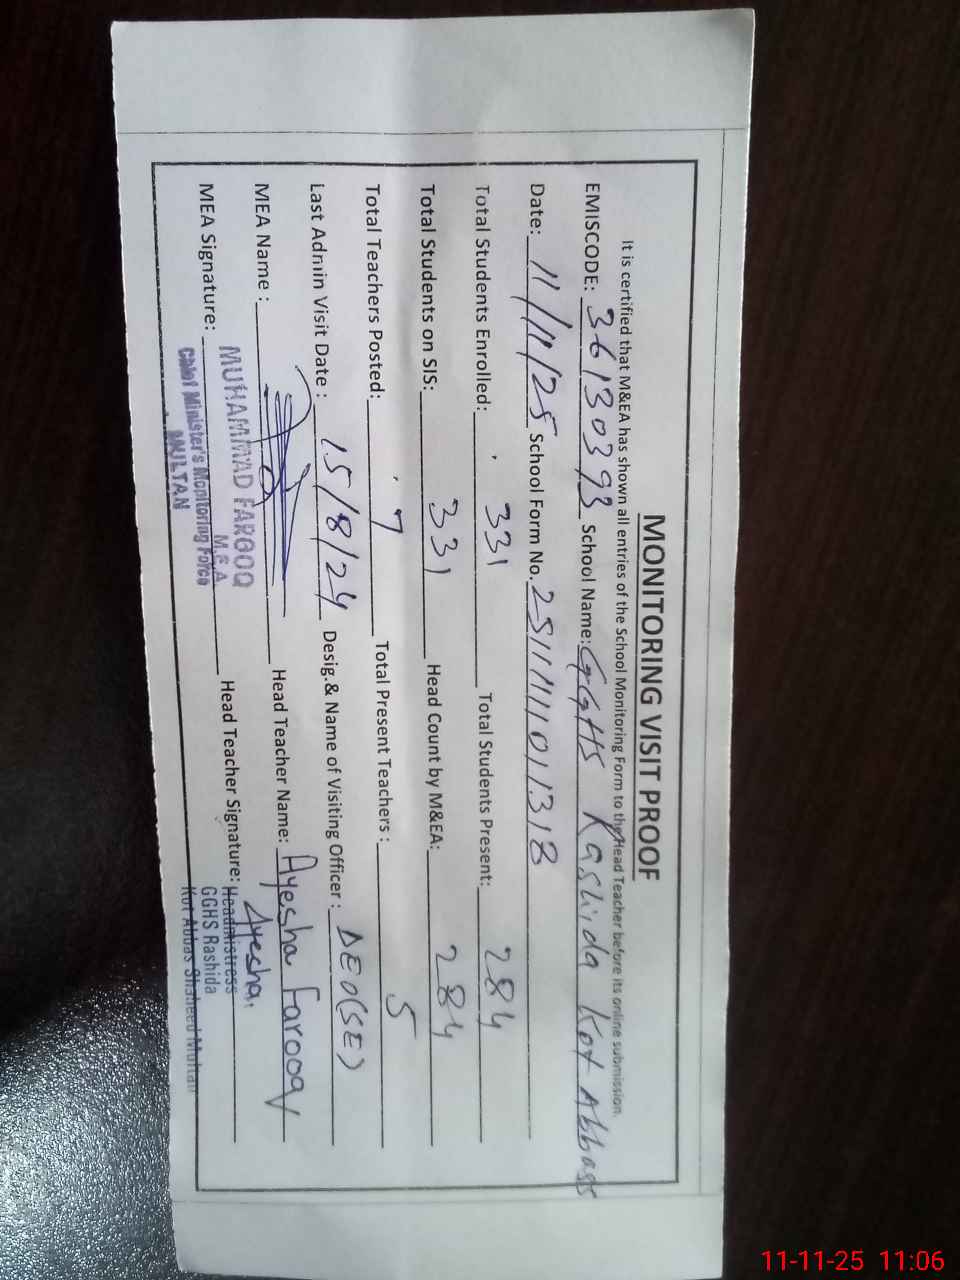 MONITORING VISIT PROOF
It is certified that M&EA has shown all entries of the School Monitoring Form to the Head Teacher before its online submission.
EMISCODE: 36130393 School Name: GGHS Rashida Kot Abbass
Date: 11/11/25 School Form No. 2511111011318
Total Students Enrolled: 331 Total Students Present: 284
Total Students on SIS: 331 Head Count by M&EA: 284
Total Teachers Posted: 7 Total Present Teachers: 5
Last Admin Visit Date: 15/8/24 Desig.& Name of Visiting Officer: DEO(SE)
MEA Name: MUHAMMAD FAROOQ Head Teacher Name: Ayesha Farooq
M.E.A
MEA Signature: Chief Minister's Monitoring Force Head Teacher Signature: Ayesha.
MULTAN
Headmistress
GGHS Rashida
Kot Abbas Shaheed Multan
11-11-25 11:06